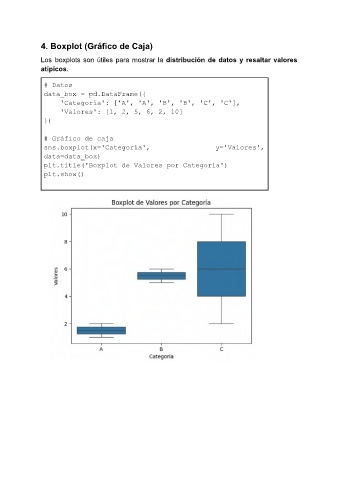 4. Boxplot (Gráfico de Caja)
Los boxplots son útiles para mostrar la distribución de datos y resaltar valores
atípicos.
# Datos
data_box = pd.DataFrame({
'Categoría': ['A', 'A', 'B', 'B', 'C', 'C'],
'Valores': [1, 2, 5, 6, 2, 10]
})
# Gráfico de caja
sns.boxplot(x='Categoría', y='Valores',
data=data_box)
plt.title('Boxplot de Valores por Categoría')
plt.show()
Boxplot de Valores por Categoría
10
8
6
4
2
Valores
A B C
Categoría